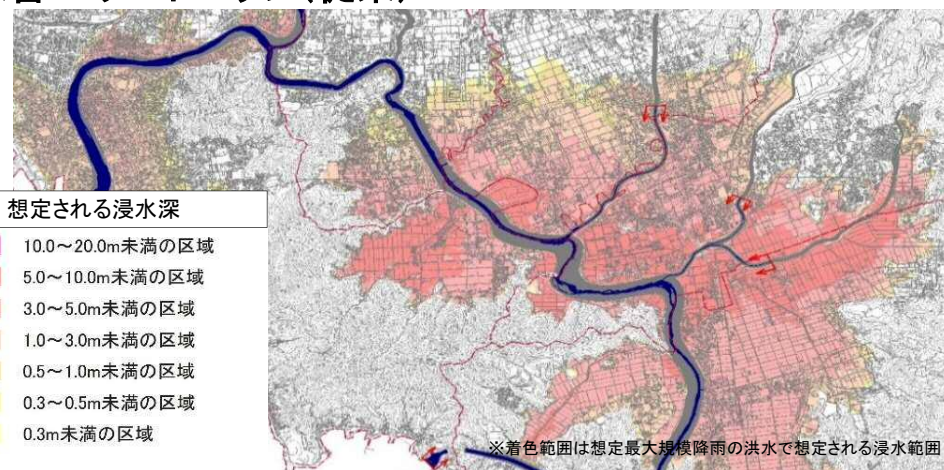 想定される浸水深
10.0～20.0m未満の区域
5.0～10.0m未満の区域
3.0～5.0m未満の区域
1.0～3.0m未満の区域
0.5～1.0m未満の区域
0.3～0.5m未満の区域
0.3m未満の区域
※着色範囲は想定最大規模降雨の洪水で想定される浸水範囲